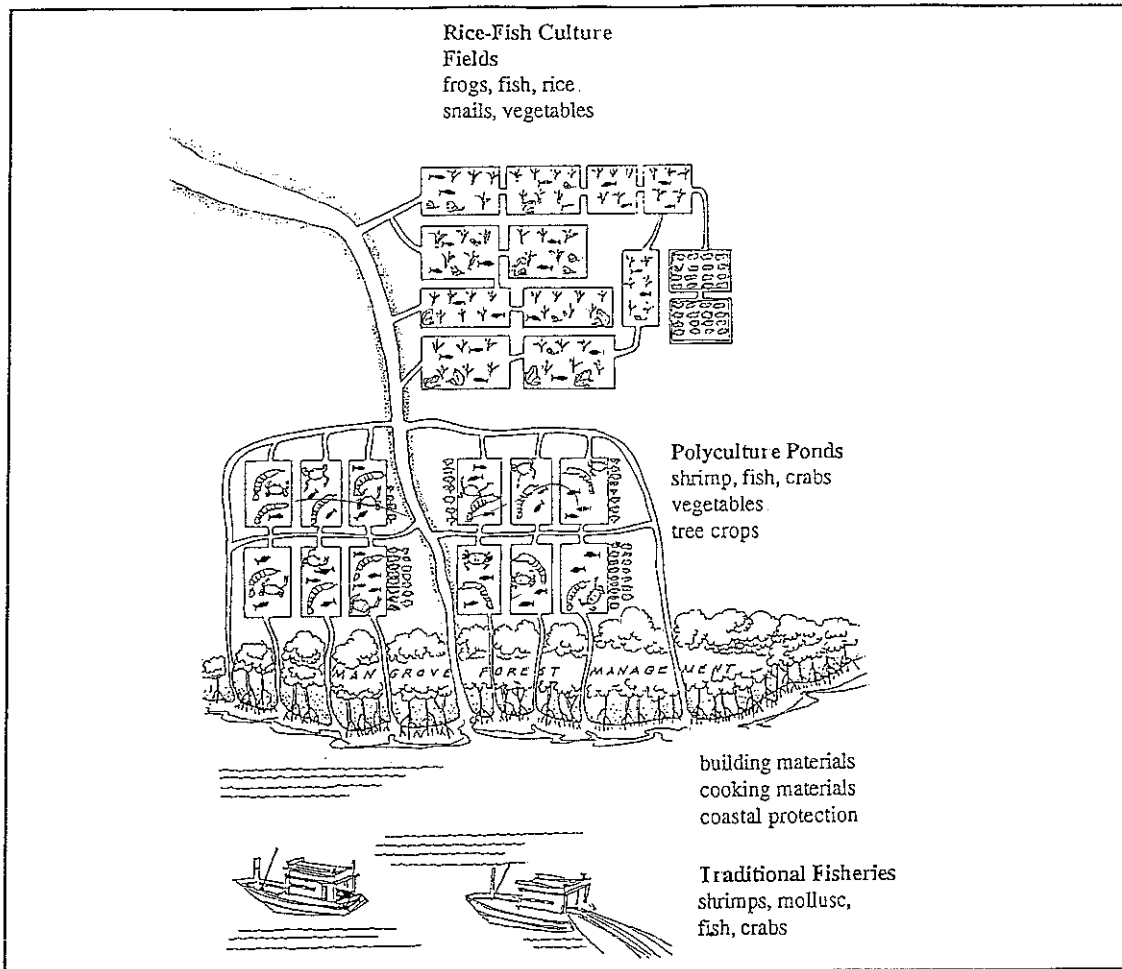 Rice-Fish Culture
Fields
frogs, fish, rice.
snails, vegetables
Polyculture Ponds
shrimp, fish, crabs
vegetables.
tree crops
MANGROVE FOREST MANAGEMENT
building materials
cooking materials
coastal protection
Traditional Fisheries
shrimps, mollusc,
fish, crabs